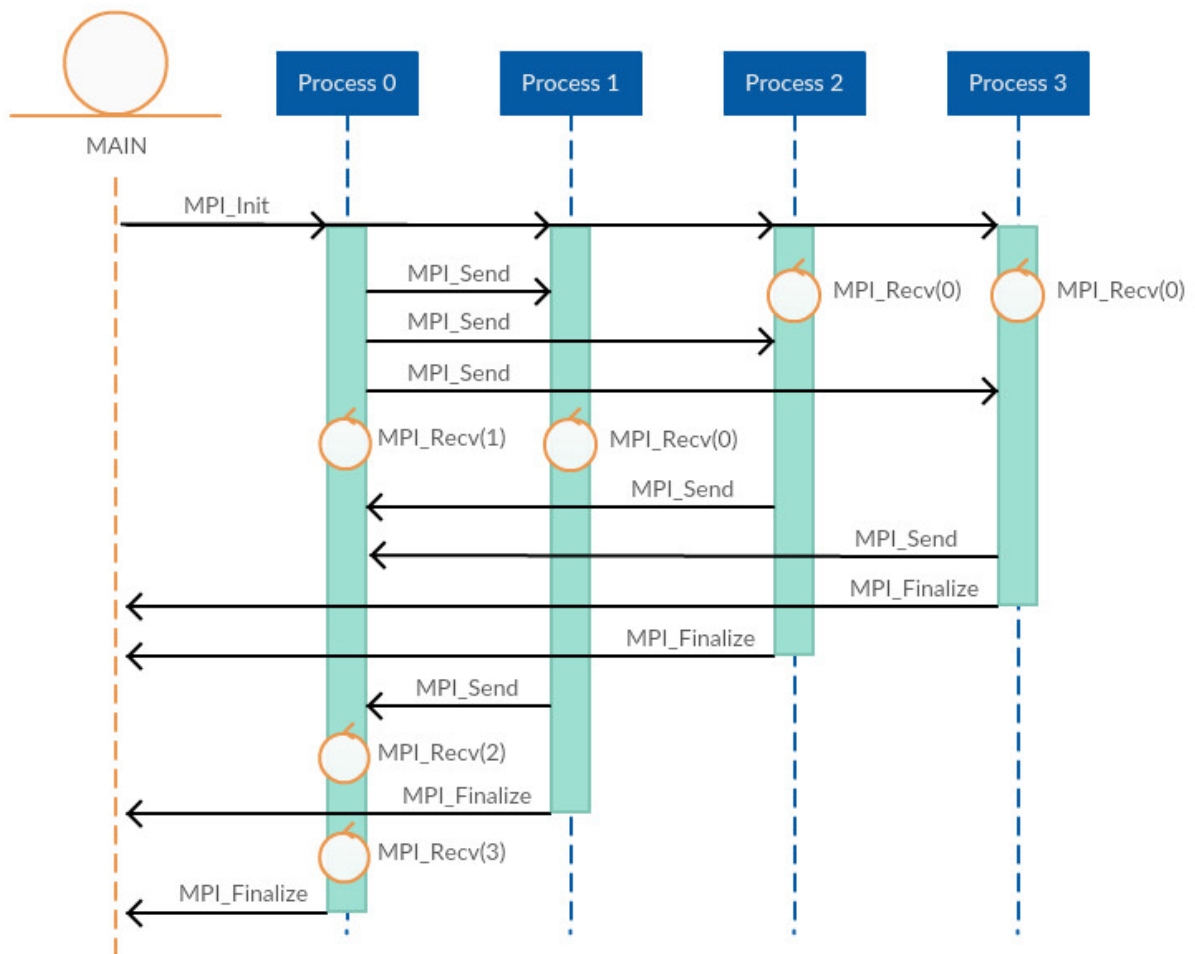 Process 0
Process 1
Process 2
Process 3
MAIN
MPI_Init
MPI_Send
MPI_Recv(0)
MPI_Recv(0)
MPI_Send
MPI_Send
MPI_Recv(1)
MPI_Recv(0)
MPI_Send
MPI_Send
MPI_Finalize
MPI_Finalize
MPI_Send
MPI_Recv(2)
MPI_Finalize
MPI_Recv(3)
MPI_Finalize